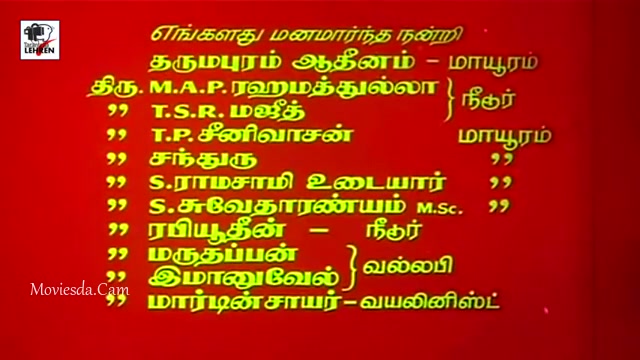 எங்களது மனமார்ந்த நன்றி
தருமபுரம் ஆதீனம் - மாயூரம்
திரு. M.A.P. ரஹமத்துல்லா
" T.S.R. மஜீத் } நீடூர்
" T.P. சீனிவாசன் மாயூரம்
" சந்துரு "
" S. ராமசாமி உடையார் "
" S. சுவேதாரண்யம் M.Sc. "
" ரபியூதீன் - நீடூர்
" மருதப்பன்
" இமானுவேல் } வல்லபி
" மார்டின்சாயர் - வயலினிஸ்ட்
Moviesda.Com
LEHREN